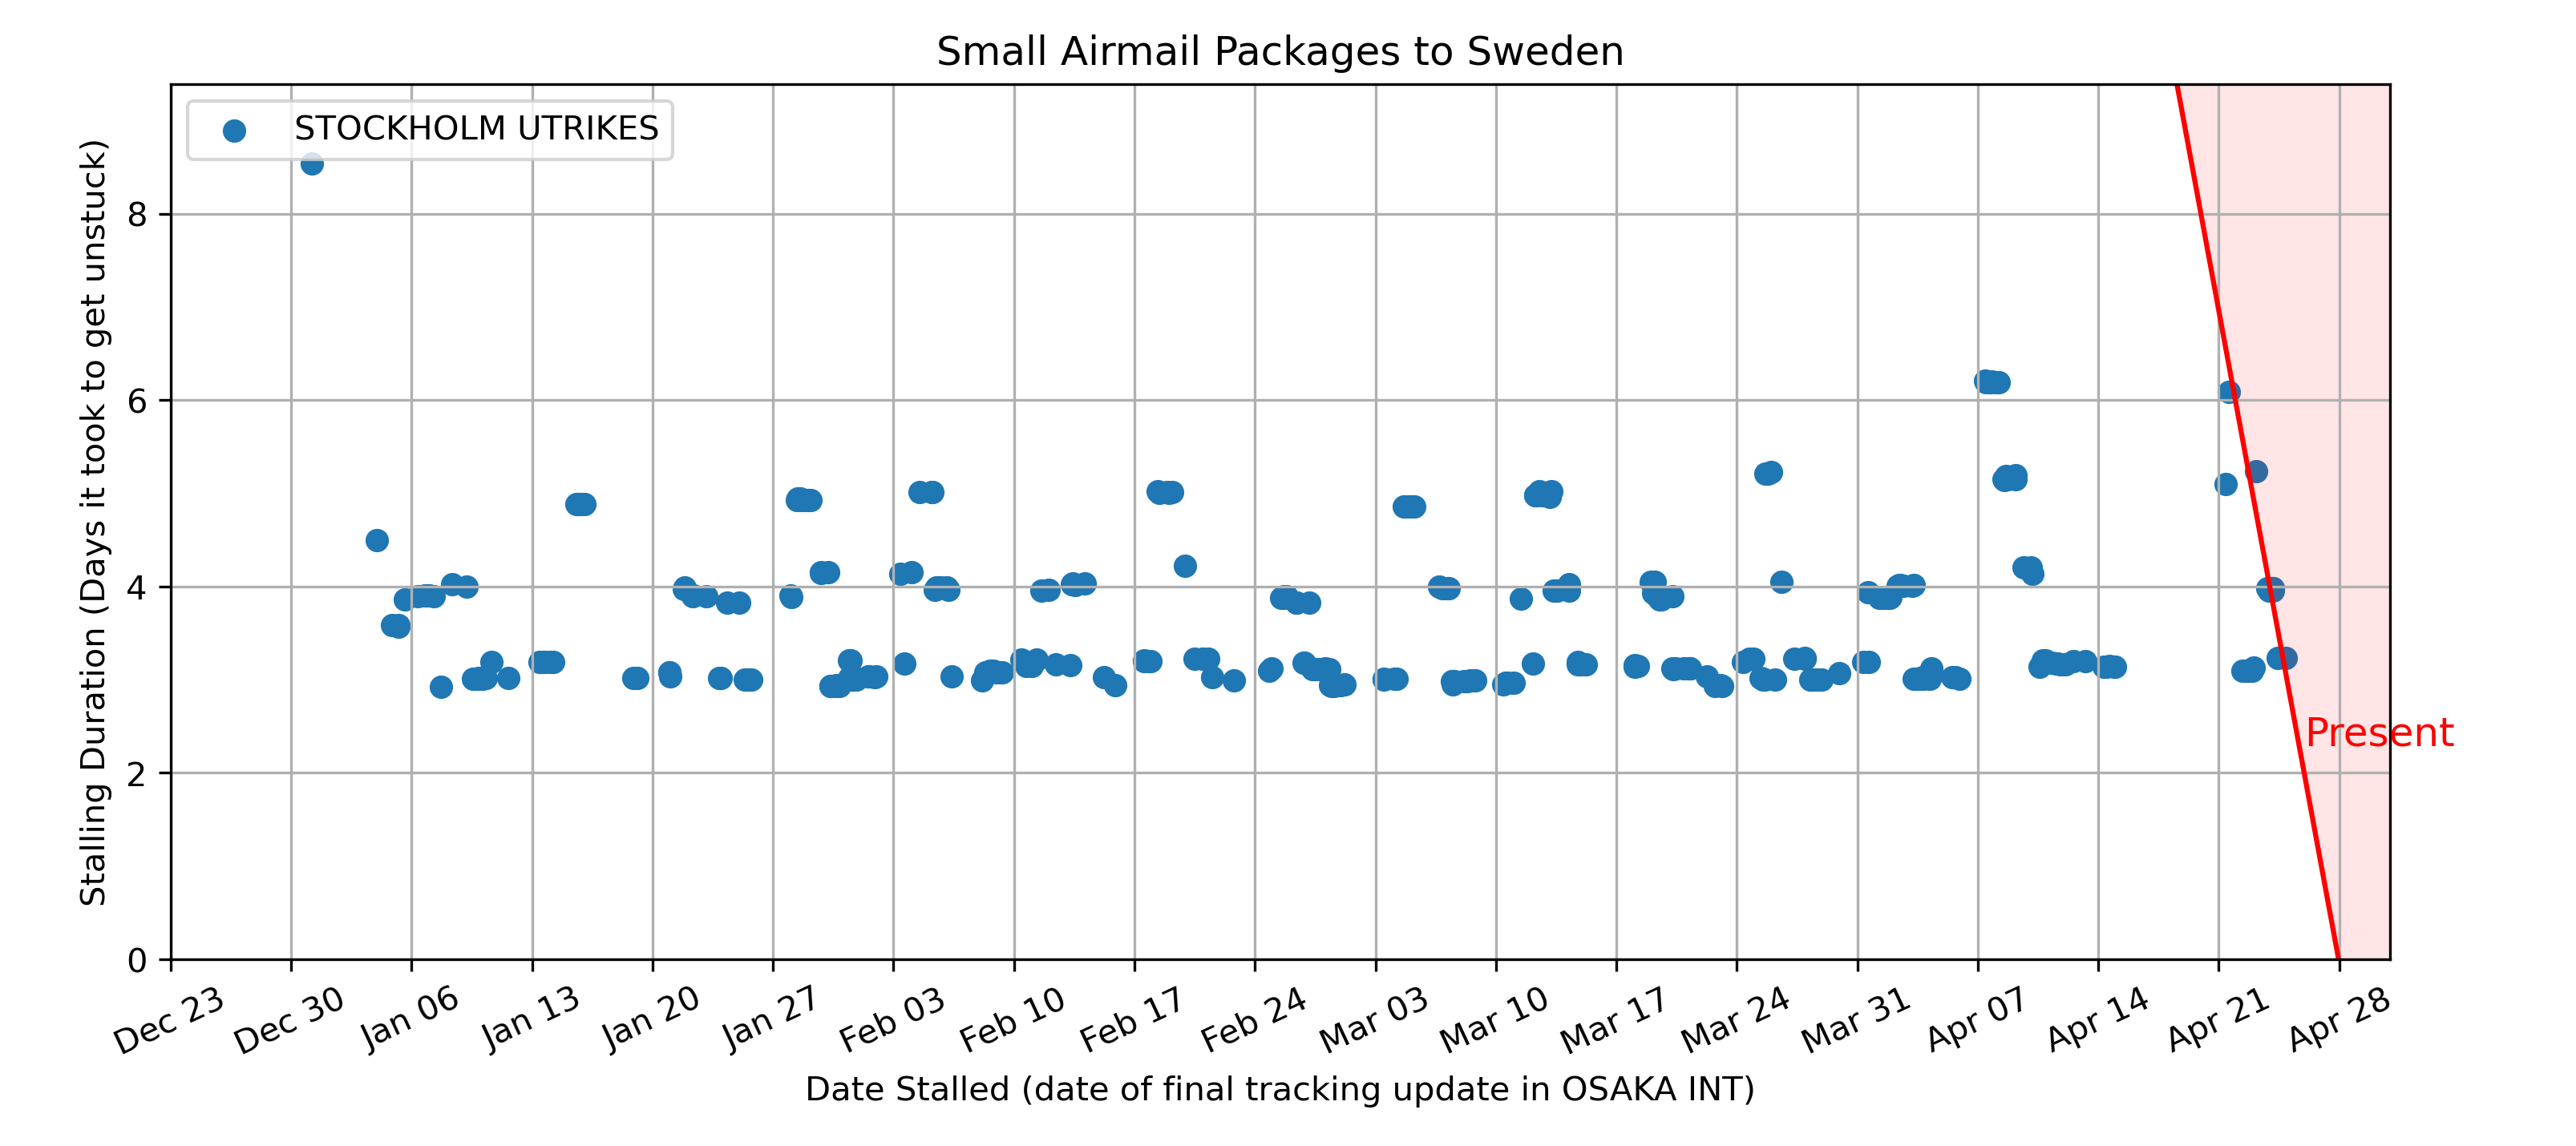 Small Airmail Packages to Sweden
STOCKHOLM UTRIKES
Stalling Duration (Days it took to get unstuck)
8
6
4
2
0
Present
Dec 23
Dec 30
Jan 06
Jan 13
Jan 20
Jan 27
Feb 03
Feb 10
Feb 17
Feb 24
Mar 03
Mar 10
Mar 17
Mar 24
Mar 31
Apr 07
Apr 14
Apr 21
Apr 28
Date Stalled (date of final tracking update in OSAKA INT)